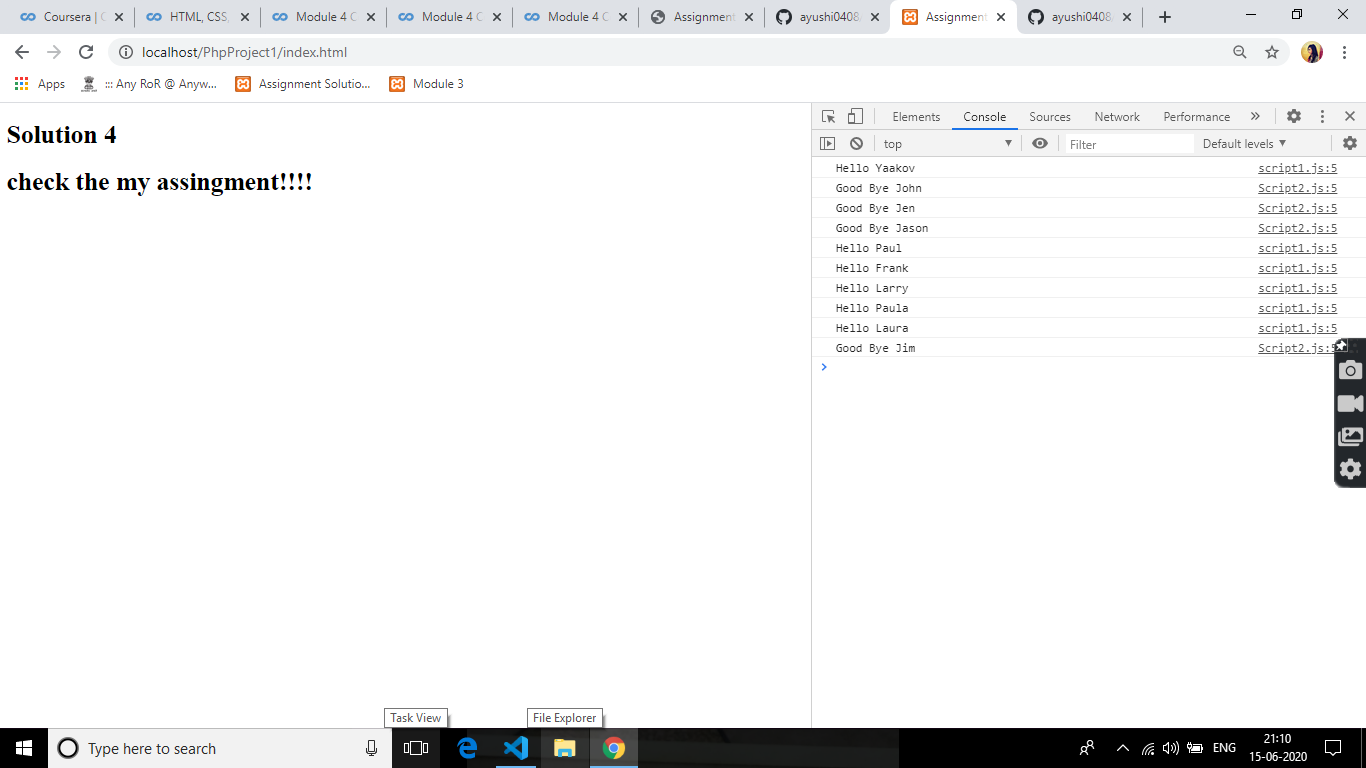 Coursera | C
HTML, CSS,
Module 4 C
Module 4 C
Module 4 C
Assignment
ayushi0408
Assignment
ayushi0408
localhost/PhpProject1/index.html
Apps
::: Any RoR @ Anyw...
Assignment Solutio...
Module 3
Solution 4
check the my assingment!!!!
Elements Console Sources Network Performance »
top Filter Default levels
Hello Yaakov script1.js:5
Good Bye John Script2.js:5
Good Bye Jen Script2.js:5
Good Bye Jason Script2.js:5
Hello Paul script1.js:5
Hello Frank script1.js:5
Hello Larry script1.js:5
Hello Paula script1.js:5
Hello Laura script1.js:5
Good Bye Jim Script2.js:5
Task View
File Explorer
Type here to search
ENG
21:10
15-06-2020